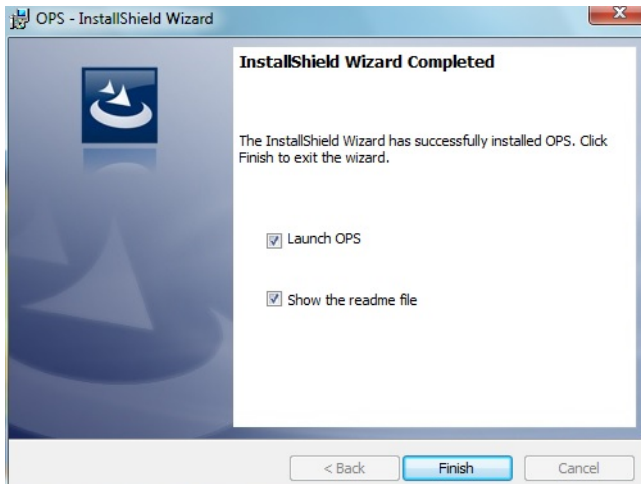 OPS - InstallShield Wizard
InstallShield Wizard Completed
The InstallShield Wizard has successfully installed OPS. Click
Finish to exit the wizard.
Launch OPS
Show the readme file
< Back
Finish
Cancel